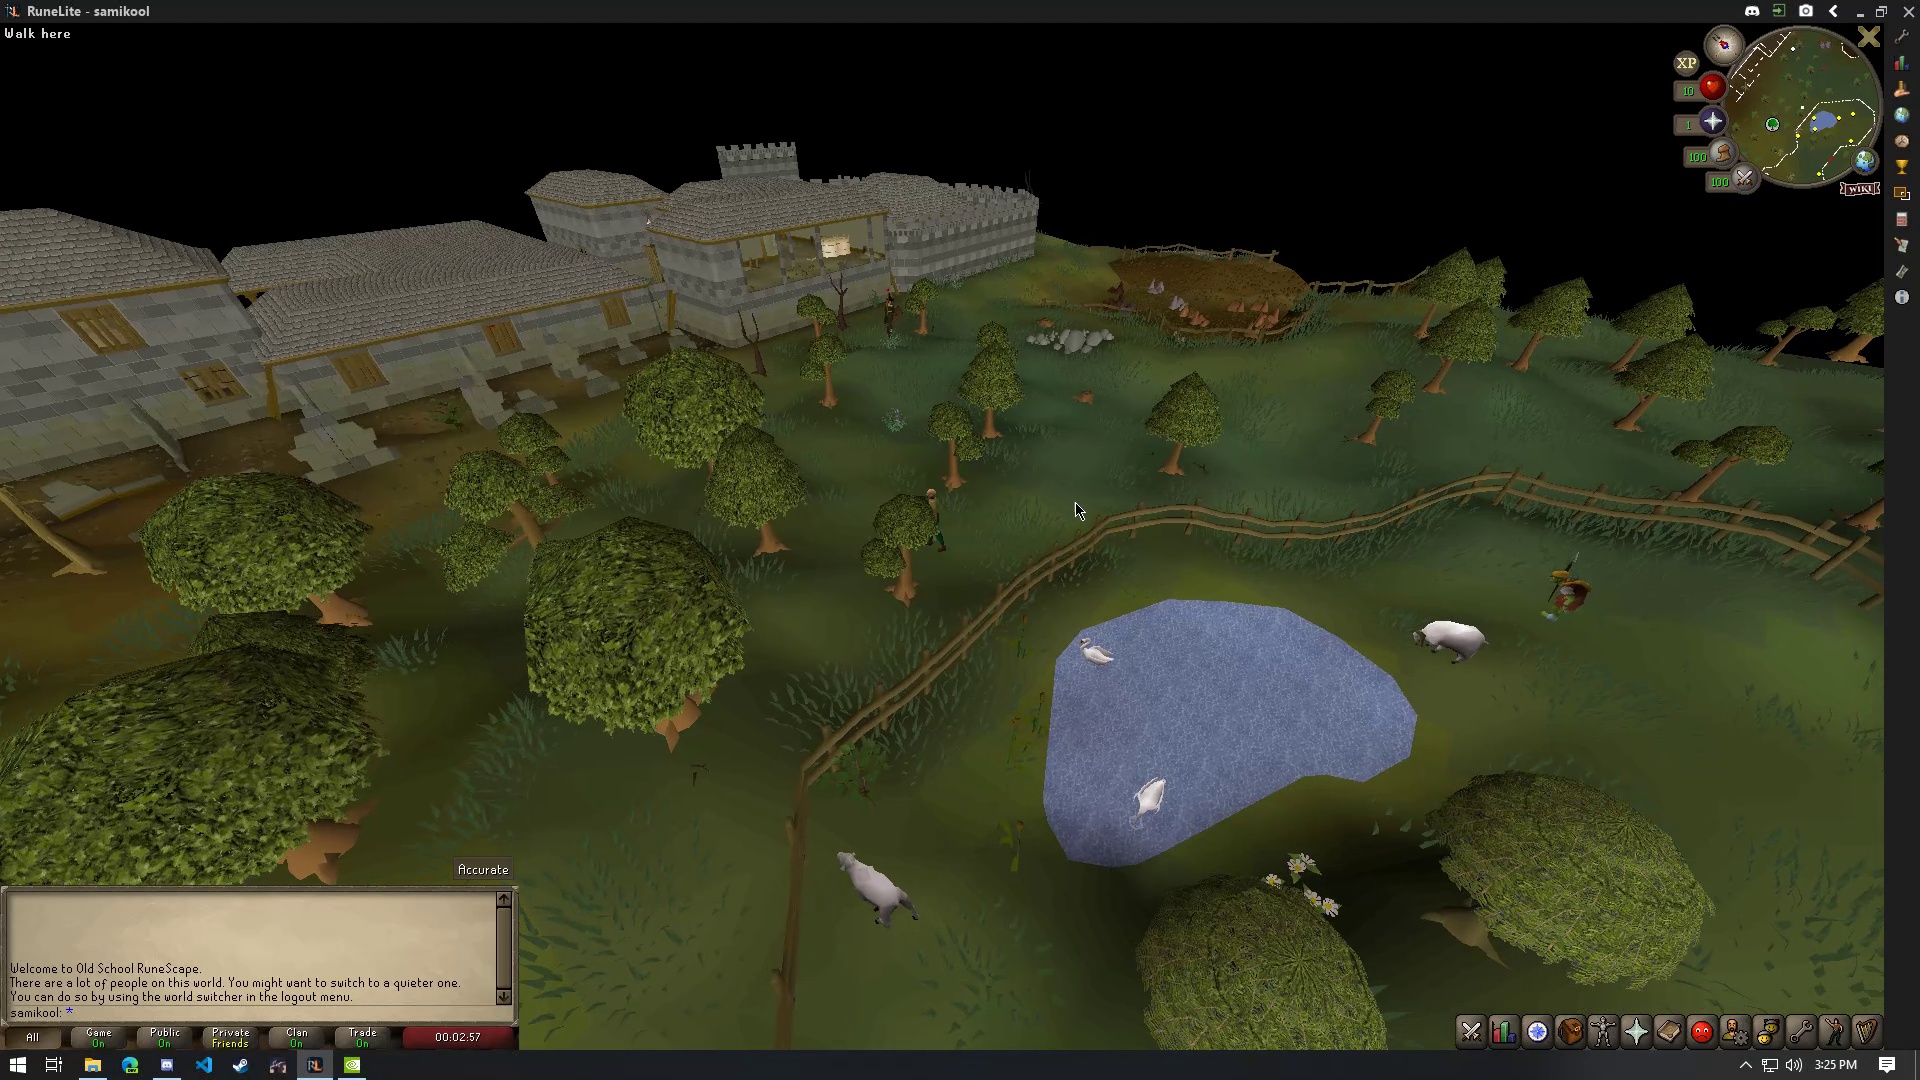 RuneLite - samikool
Walk here
XP
10
1
100
100
WIKI
Accurate
Welcome to Old School RuneScape.
There are a lot of people on this world. You might want to switch to a quieter one.
You can do so by using the world switcher in the logout menu.
samikool: *
All
Game
On
Public
On
Private
Friends
Clan
On
Trade
On
00:02:57
3:25 PM